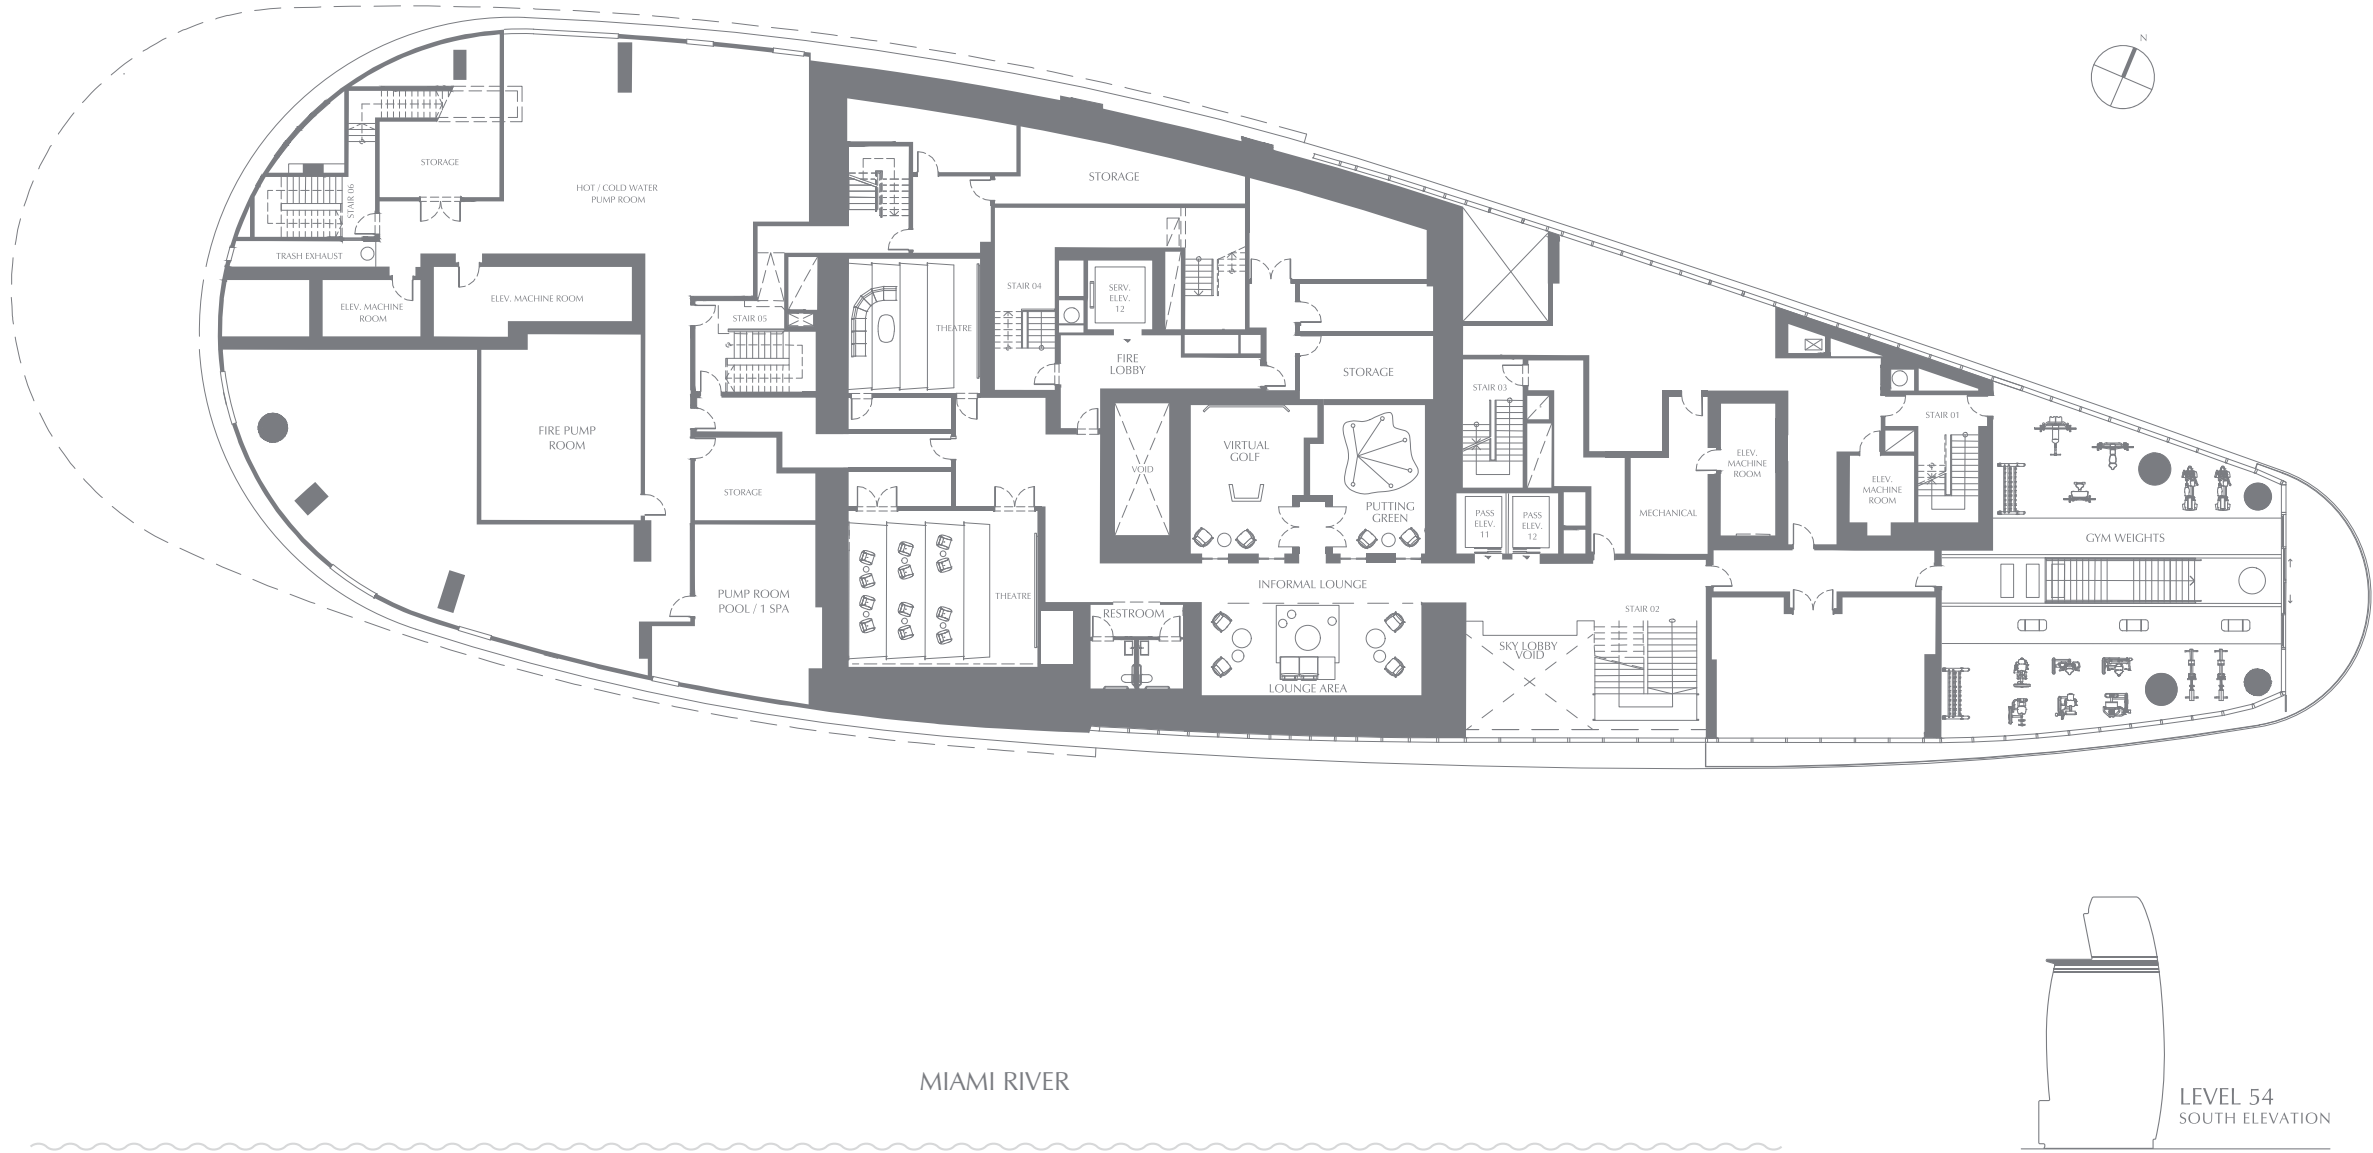 N
STORAGE
HOT / COLD WATER
PUMP ROOM
STORAGE
STAIR 06
TRASH EXHAUST
ELEV. MACHINE
ROOM
ELEV. MACHINE ROOM
STAIR 05
THEATRE
STAIR 04
SERV.
ELEV.
12
FIRE
LOBBY
STORAGE
STAIR 03
STAIR 01
FIRE PUMP
ROOM
STORAGE
VOID
VIRTUAL
GOLF
PUTTING
GREEN
PASS
ELEV.
11
PASS
ELEV.
12
MECHANICAL
ELEV.
MACHINE
ROOM
ELEV.
MACHINE
ROOM
GYM WEIGHTS
PUMP ROOM
POOL / 1 SPA
THEATRE
INFORMAL LOUNGE
RESTROOM
STAIR 02
SKY LOBBY
VOID
LOUNGE AREA
MIAMI RIVER
LEVEL 54
SOUTH ELEVATION